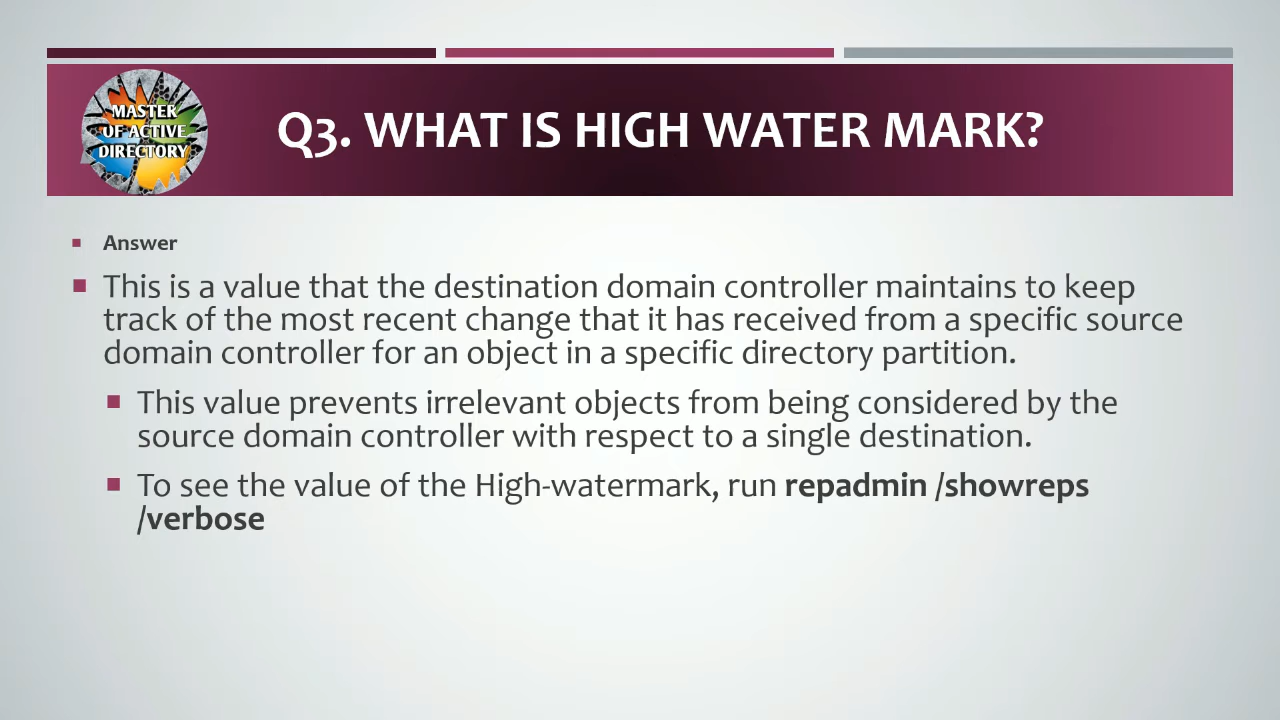 MASTER
OF ACTIVE
DIRECTORY
Q3. WHAT IS HIGH WATER MARK?
Answer
This is a value that the destination domain controller maintains to keep
track of the most recent change that it has received from a specific source
domain controller for an object in a specific directory partition.
This value prevents irrelevant objects from being considered by the
source domain controller with respect to a single destination.
To see the value of the High-watermark, run repadmin /showreps
/verbose